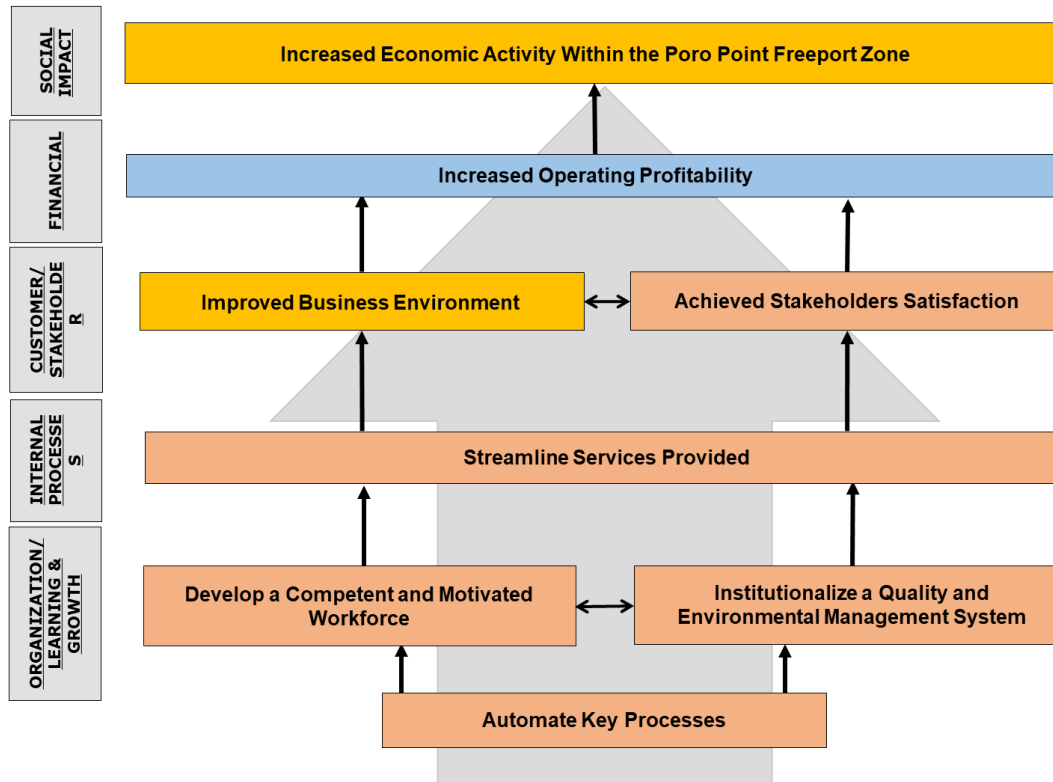 SOCIAL
IMPACT
Increased Economic Activity Within the Poro Point Freeport Zone
FINANCIAL
Increased Operating Profitability
CUSTOMER/
STAKEHOLDE
R
Improved Business Environment
Achieved Stakeholders Satisfaction
INTERNAL
PROCESSE
S
Streamline Services Provided
ORGANIZATION/
LEARNING &
GROWTH
Develop a Competent and Motivated
Workforce
Institutionalize a Quality and
Environmental Management System
Automate Key Processes